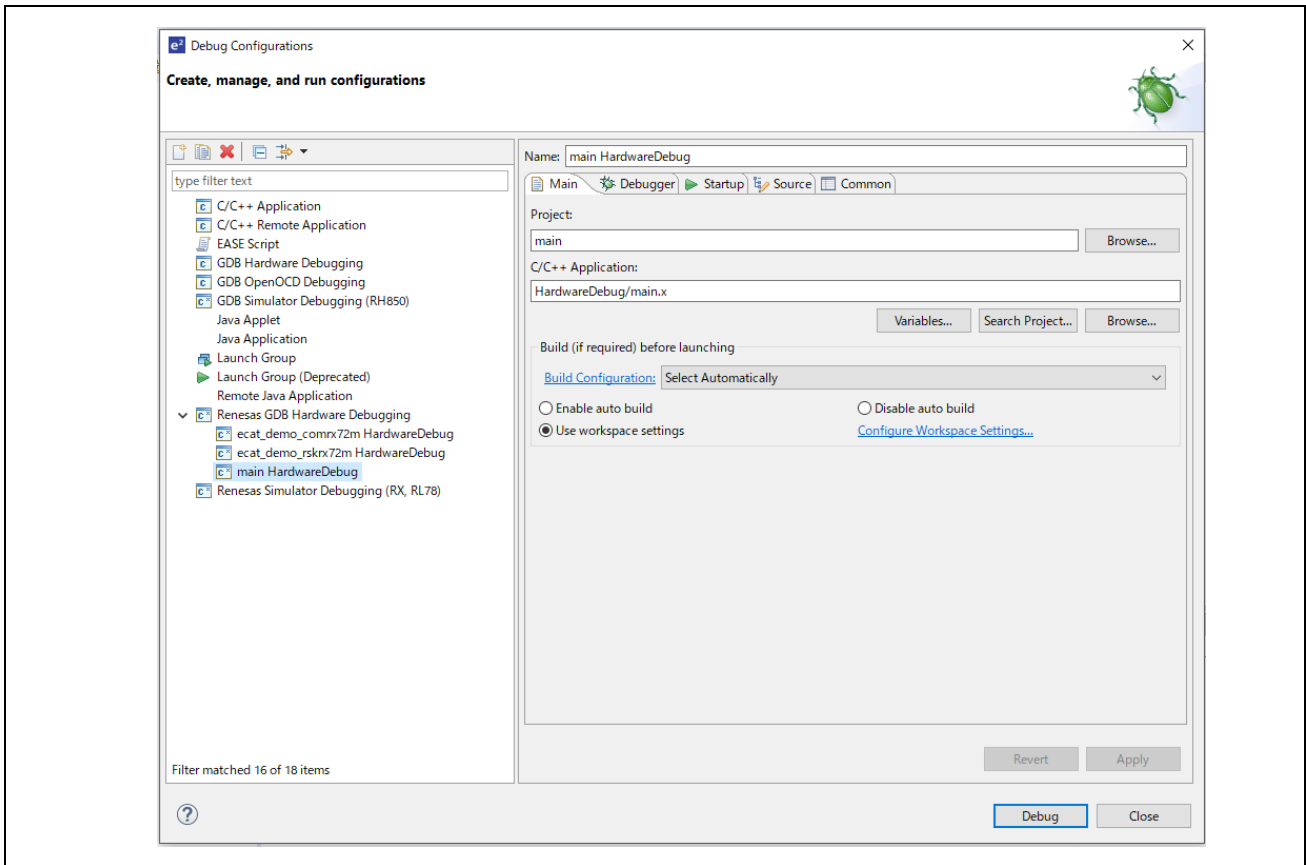 e² Debug Configurations
Create, manage, and run configurations
type filter text
C/C++ Application
C/C++ Remote Application
EASE Script
GDB Hardware Debugging
GDB OpenOCD Debugging
GDB Simulator Debugging (RH850)
Java Applet
Java Application
Launch Group
Launch Group (Deprecated)
Remote Java Application
Renesas GDB Hardware Debugging
ecat_demo_comrx72m HardwareDebug
ecat_demo_rskrx72m HardwareDebug
main HardwareDebug
Renesas Simulator Debugging (RX, RL78)
Filter matched 16 of 18 items
Name: main HardwareDebug
Main Debugger Startup Source Common
Project:
main Browse...
C/C++ Application:
HardwareDebug/main.x
Variables... Search Project... Browse...
Build (if required) before launching
Build Configuration: Select Automatically
Enable auto build Disable auto build
Use workspace settings Configure Workspace Settings...
Revert Apply
? Debug Close